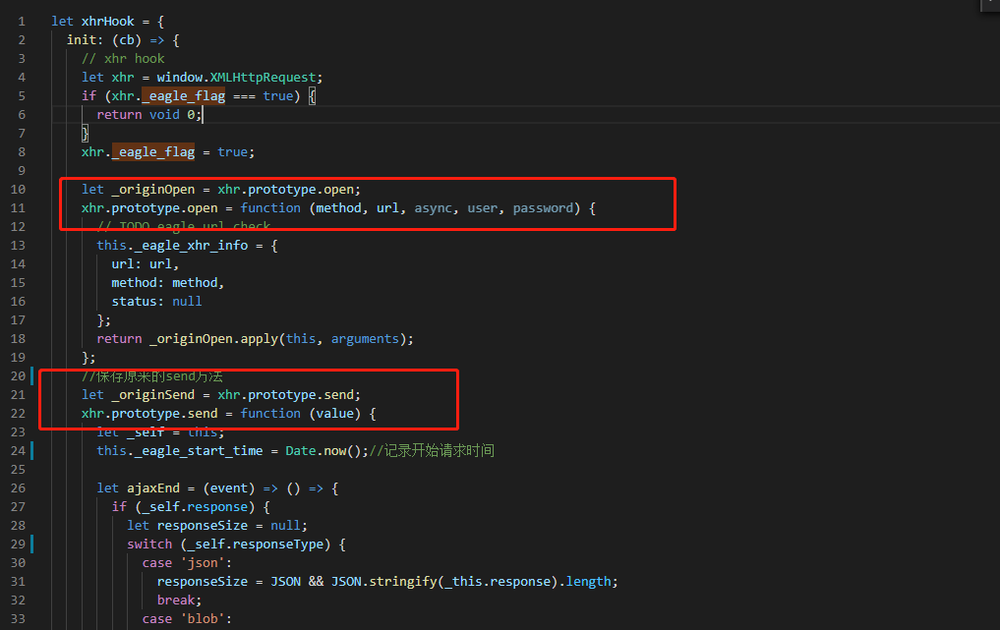 1 let xhrHook = {
2 init: (cb) => {
3 // xhr hook
4 let xhr = window.XMLHttpRequest;
5 if (xhr._eagle_flag === true) {
6 return void 0;
7 }
8 xhr._eagle_flag = true;
9
10 let _originOpen = xhr.prototype.open;
11 xhr.prototype.open = function (method, url, async, user, password) {
12 // TODO eagle url check
13 this._eagle_xhr_info = {
14 url: url,
15 method: method,
16 status: null
17 };
18 return _originOpen.apply(this, arguments);
19 };
20 //保存原来的send方法
21 let _originSend = xhr.prototype.send;
22 xhr.prototype.send = function (value) {
23 let _self = this;
24 this._eagle_start_time = Date.now();//记录开始请求时间
25
26 let ajaxEnd = (event) => () => {
27 if (_self.response) {
28 let responseSize = null;
29 switch (_self.responseType) {
30 case 'json':
31 responseSize = JSON && JSON.stringify(_this.response).length;
32 break;
33 case 'blob':